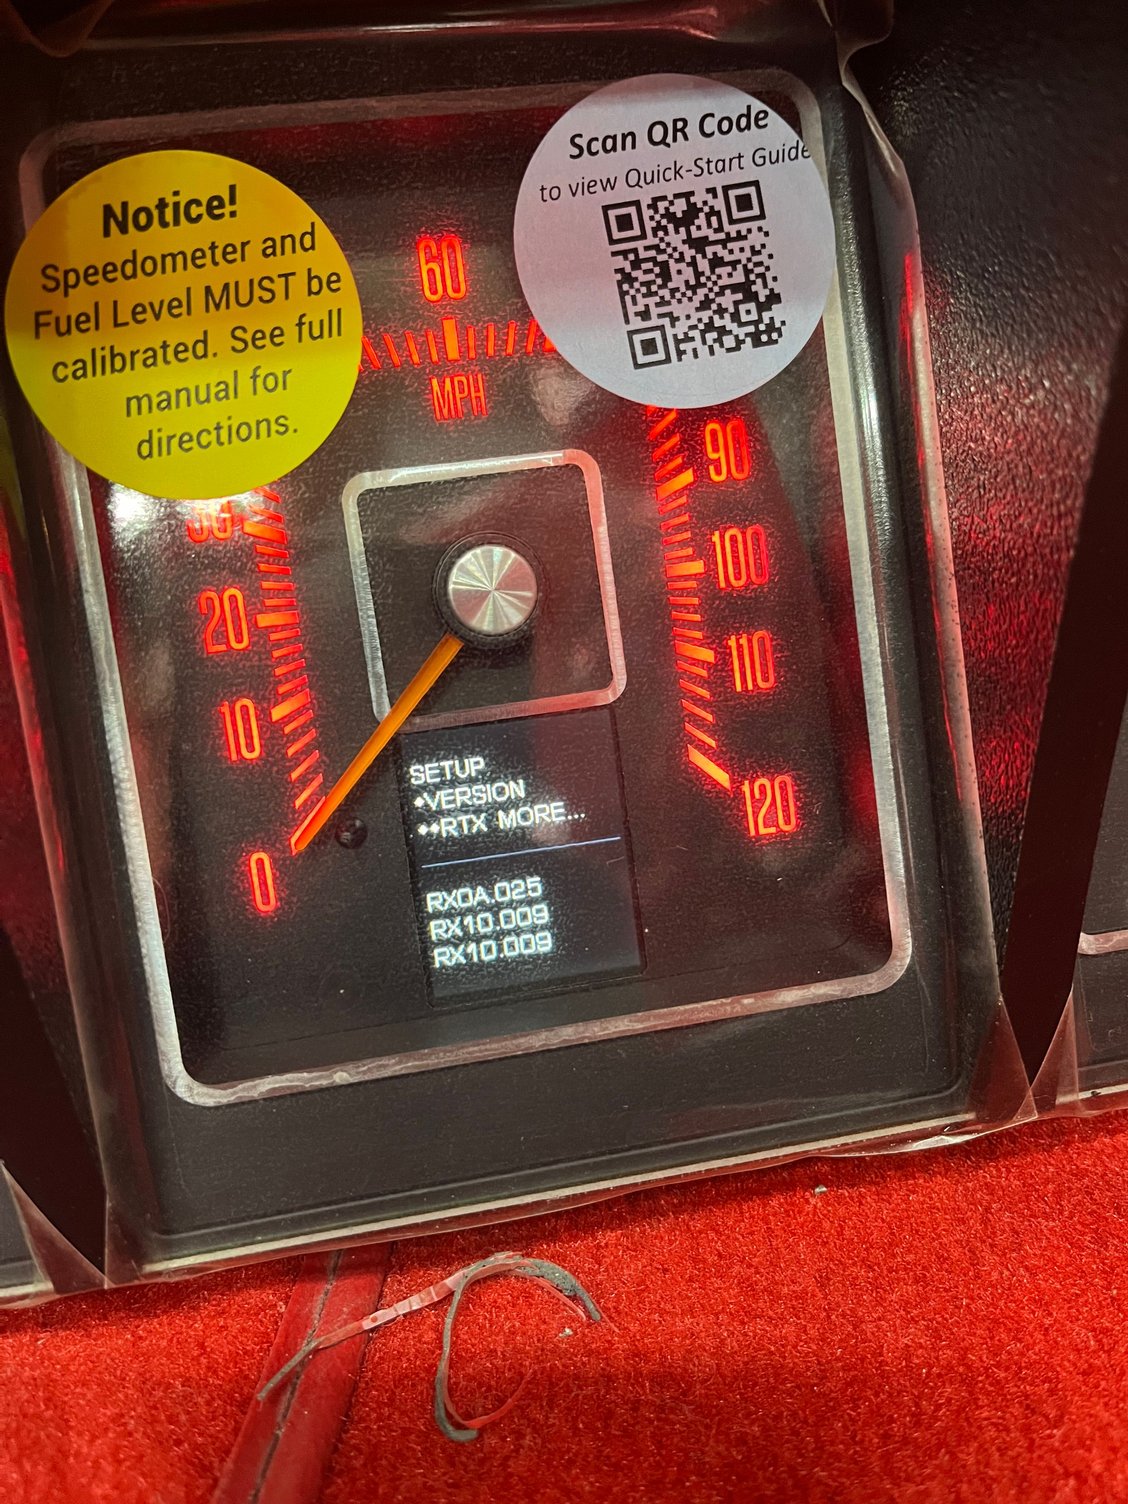 Notice!
Speedometer and
Fuel Level MUST be
calibrated. See full
manual for
directions.
Scan QR Code
to view Quick-Start Guide
60
MPH
30
20
10
0
90
100
110
120
SETUP
•VERSION
••RTX MORE...
RX0A.025
RX10.009
RX10.009